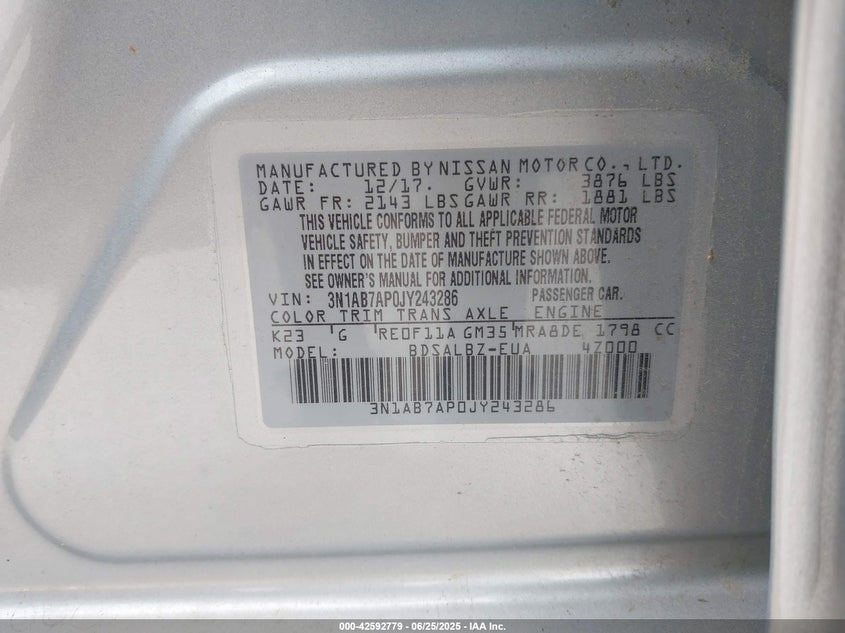 MANUFACTURED BY NISSAN MOTOR CO., LTD.
DATE: 12/17. GVWR: 3876 LBS
GAWR FR: 2143 LBS GAWR RR: 1881 LBS
THIS VEHICLE CONFORMS TO ALL APPLICABLE FEDERAL MOTOR
VEHICLE SAFETY, BUMPER AND THEFT PREVENTION STANDARDS
IN EFFECT ON THE DATE OF MANUFACTURE SHOWN ABOVE.
SEE OWNER'S MANUAL FOR ADDITIONAL INFORMATION.
VIN: 3N1AB7AP0JY243286 PASSENGER CAR.
COLOR TRIM TRANS AXLE ENGINE
K23 G RE0F11A GM35 MRA8DE 1798 CC
MODEL: BDSALBZ-EUA 4Z000
3N1AB7AP0JY243286
000-42592779 - 06/25/2025 - IAA Inc.